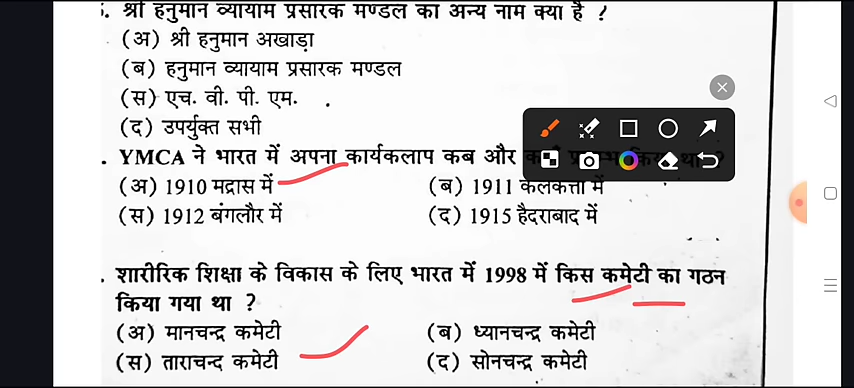 श्री हनुमान व्यायाम प्रसारक मण्डल का अन्य नाम क्या है ?
(अ) श्री हनुमान अखाड़ा
(ब) हनुमान व्यायाम प्रसारक मण्डल
(स) एच. वी. पी. एम.
(द) उपर्युक्त सभी
. YMCA ने भारत में अपना कार्यकलाप कब और था ?
(अ) 1910 मद्रास में (ब) 1911 कलकत्ता में
(स) 1912 बंगलौर में (द) 1915 हैदराबाद में
. शारीरिक शिक्षा के विकास के लिए भारत में 1998 में किस कमेटी का गठन
किया गया था ?
(अ) मानचन्द्र कमेटी (ब) ध्यानचन्द्र कमेटी
(स) ताराचन्द कमेटी (द) सोनचन्द्र कमेटी